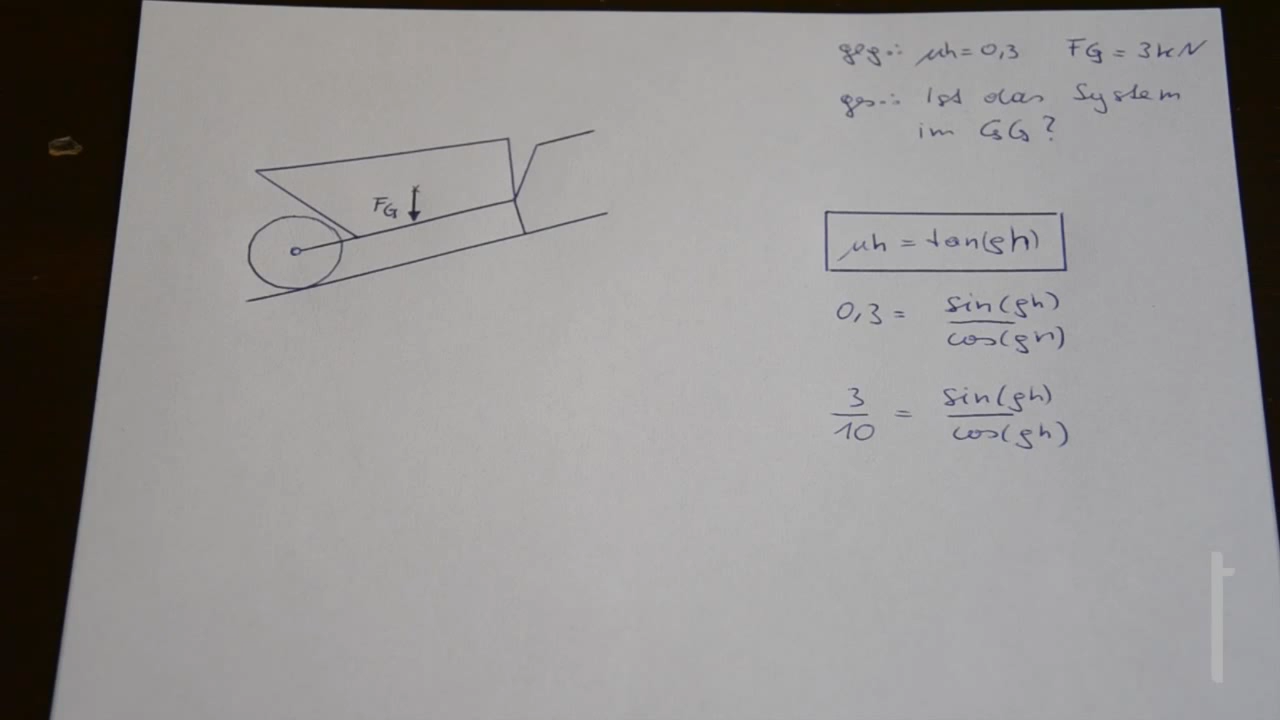 geg.: μh = 0,3 FG = 3kN
ges.: Ist das System
im GG?
FG
μh = tan(ρh)
0,3 = sin(ρh)
cos(ρh)
3 = sin(ρh)
10 cos(ρh)